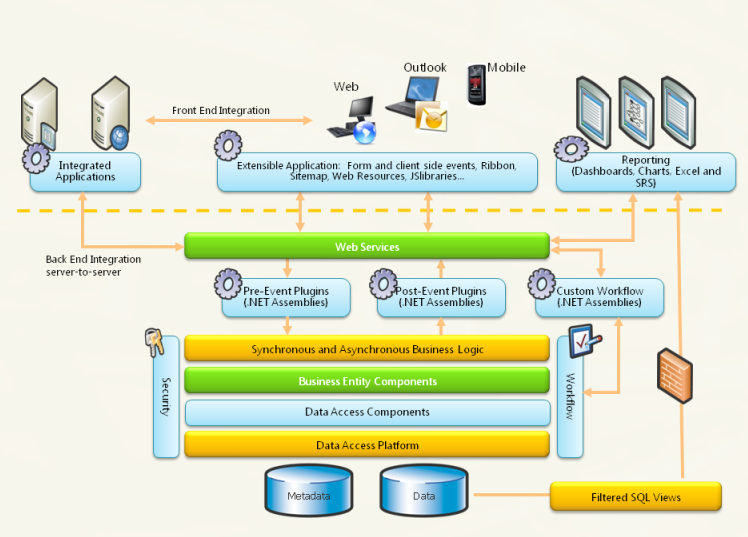 Outlook
Mobile
Web
Front End Integration
Integrated
Applications
Extensible Application:  Form and client side events, Ribbon,
Sitemap, Web Resources, JSlibraries...
Reporting
(Dashboards, Charts, Excel and
SRS)
Web Services
Back End Integration
server-to-server
Pre-Event Plugins
(.NET Assemblies)
Post-Event Plugins
(.NET Assemblies)
Custom Workflow
(.NET Assemblies)
Synchronous and Asynchronous Business Logic
Security
Business Entity Components
Workflow
Data Access Components
Data Access Platform
Metadata
Data
Filtered SQL Views